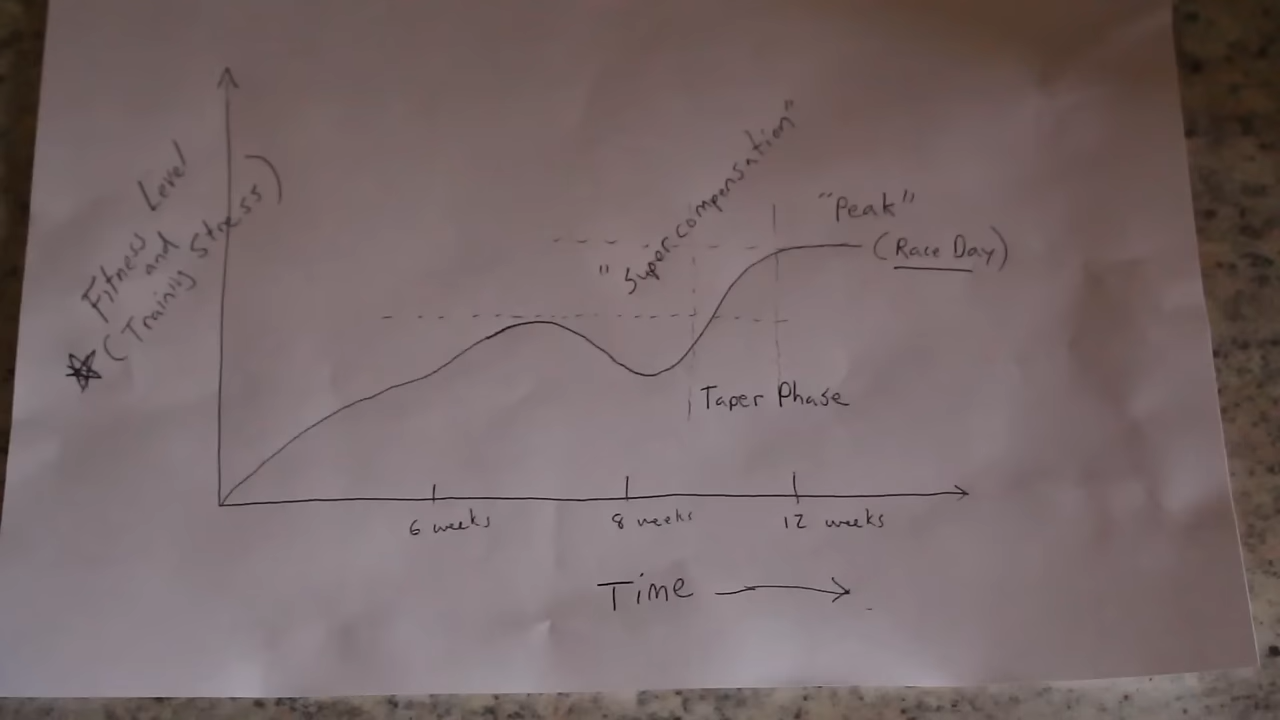 Fitness Level
and
(Training Stress)
"Supercompensation"
"Peak"
(Race Day)
Taper Phase
6 weeks
8 weeks
12 weeks
Time